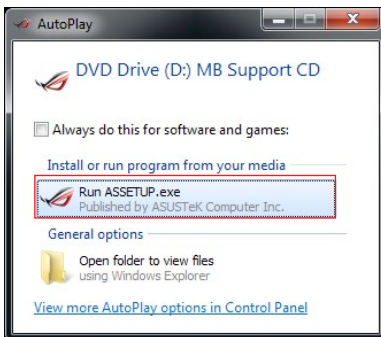 AutoPlay
DVD Drive (D:) MB Support CD
Always do this for software and games:
Install or run program from your media
Run ASSETUP.exe
Published by ASUSTeK Computer Inc.
General options
Open folder to view files
using Windows Explorer
View more AutoPlay options in Control Panel